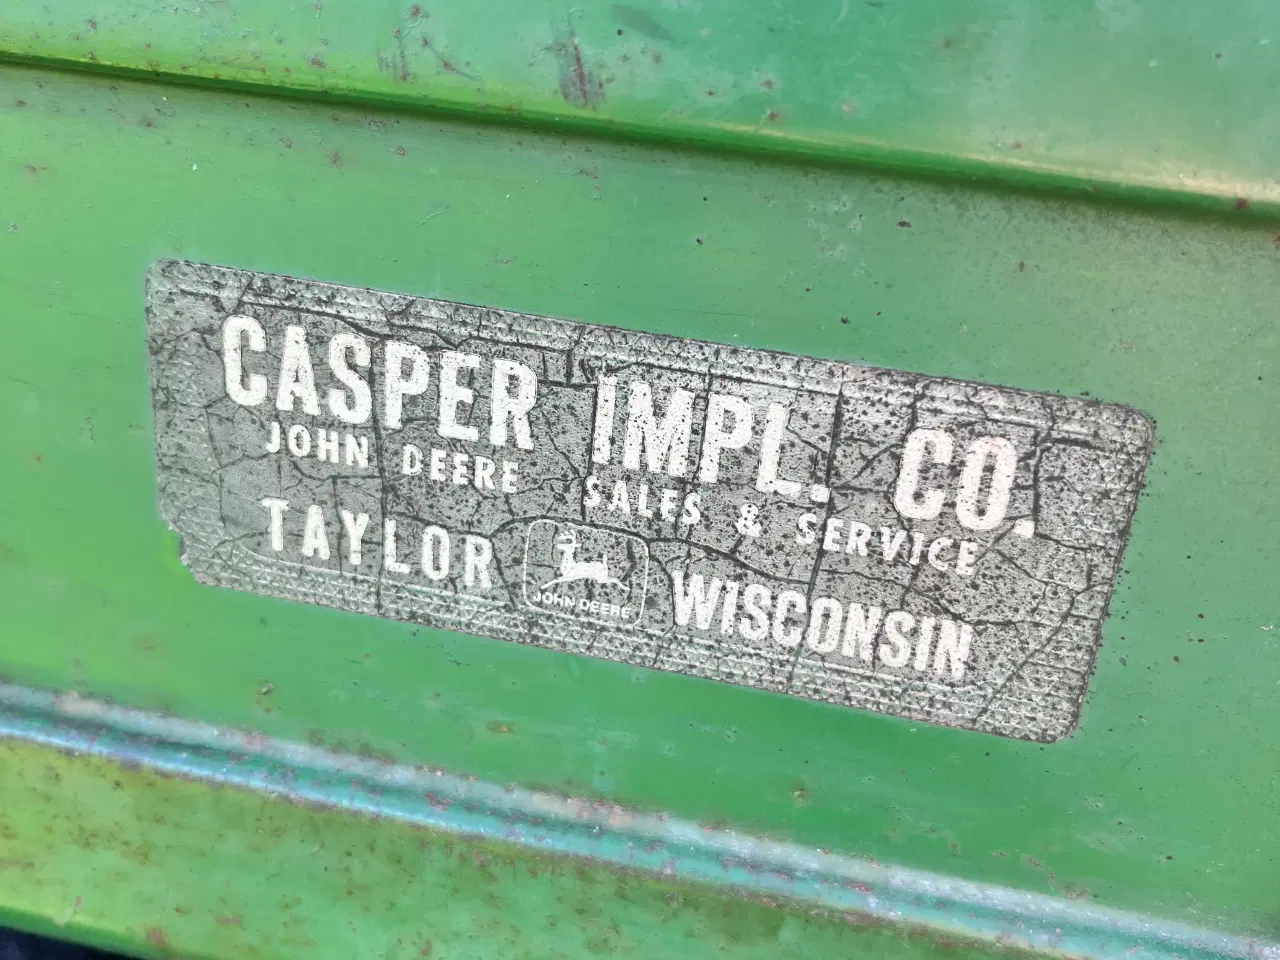 CASPER IMPL. CO.
JOHN DEERE SALES & SERVICE
TAYLOR JOHN DEERE WISCONSIN